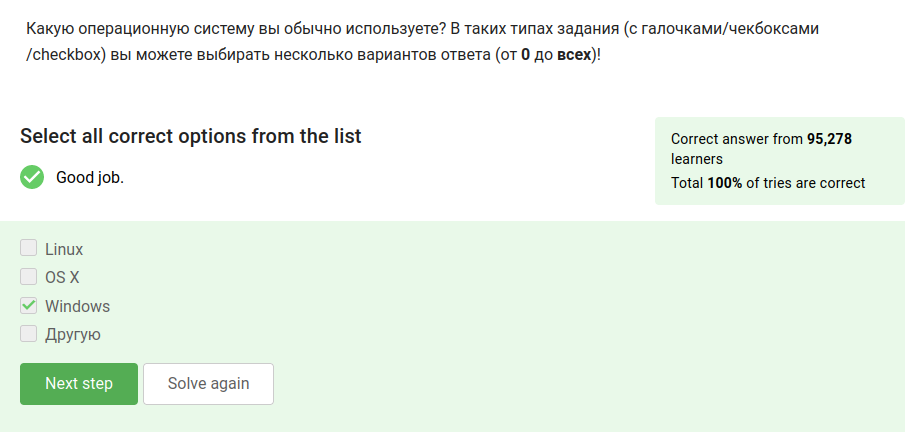 Какую операционную систему вы обычно используете? В таких типах задания (с галочками/чекбоксами
/checkbox) вы можете выбирать несколько вариантов ответа (от 0 до всех)!
Select all correct options from the list
Good job.
Correct answer from 95,278
learners
Total 100% of tries are correct
Linux
OS X
Windows
Другую
Next step
Solve again